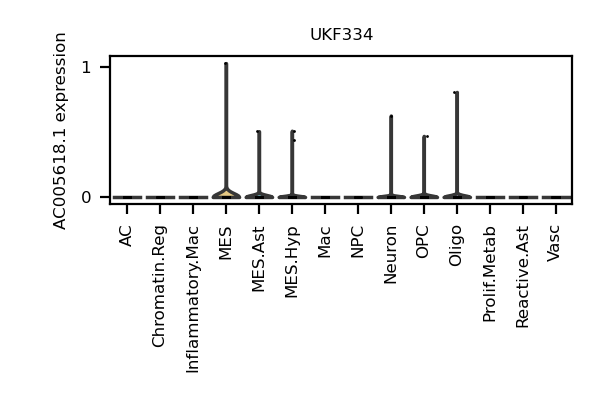 UKF334
AC005618.1 expression
1
0
AC
Chromatin.Reg
Inflammatory.Mac
MES
MES.Ast
MES.Hyp
Mac
NPC
Neuron
OPC
Oligo
Prolif.Metab
Reactive.Ast
Vasc